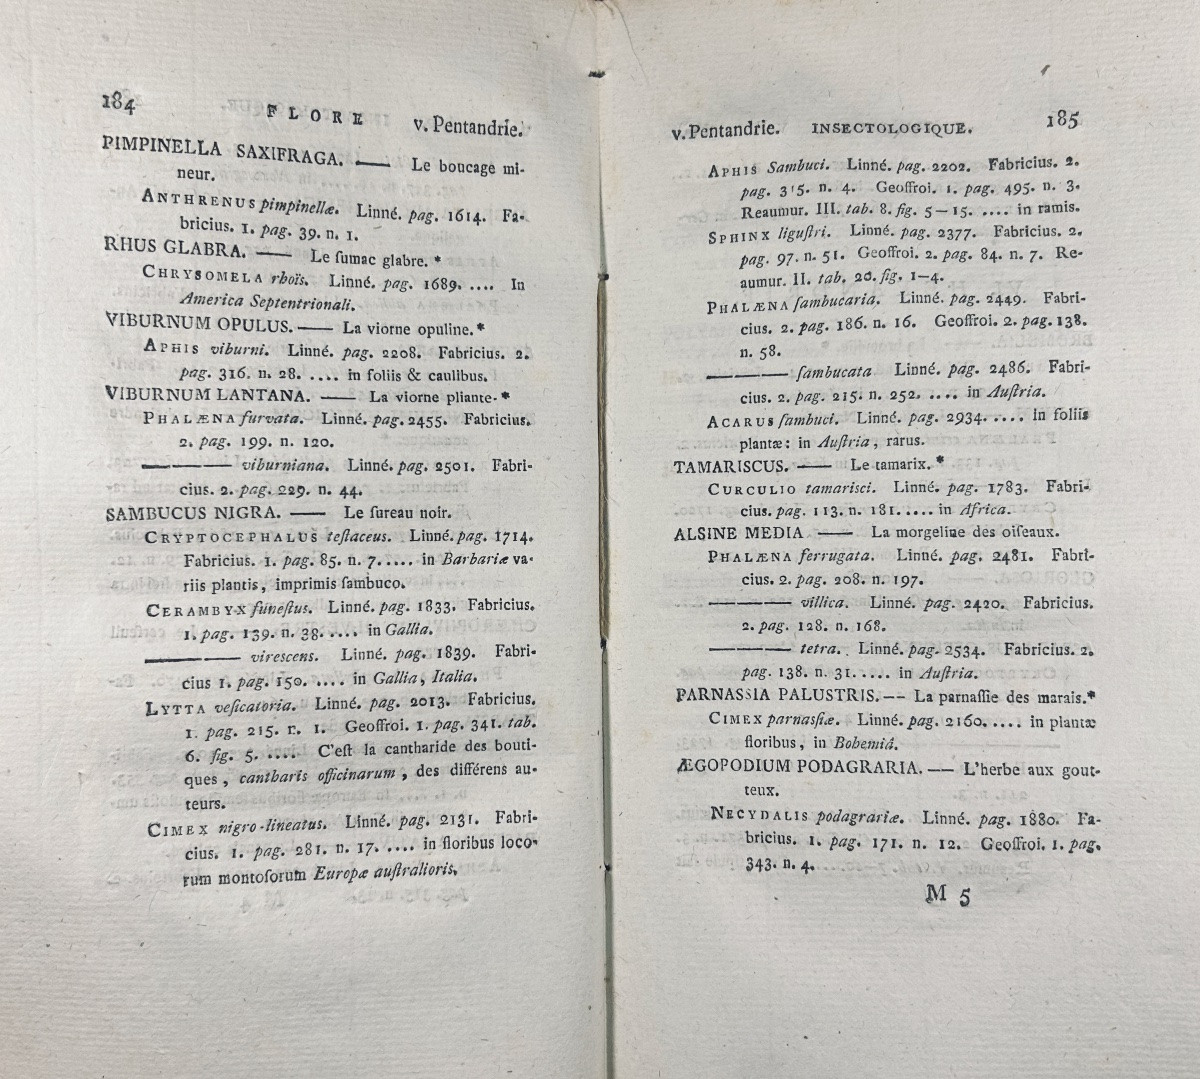 184 FLORE v. Pentandrie.
PIMPINELLA SAXIFRAGA. — Le boucage mi-
neur.
ANTHRENUS pimpinellæ. Linné. pag. 1614. Fa-
bricius. 1. pag. 39. n. 1.
RHUS GLABRA. — Le ſumac glabre. *
CHRYSOMELA rhoïs. Linné. pag. 1689. .... In
America Septentrionali.
VIBURNUM OPULUS. — La viorne opuline. *
APHIS viburni. Linné. pag. 2208. Fabricius. 2.
pag. 316. n. 28. .... in foliis & caulibus.
VIBURNUM LANTANA. — La viorne pliante. *
PHALÆNA furvata. Linné. pag. 2455. Fabricius.
2. pag. 199. n. 120.
——— viburniana. Linné. pag. 2501. Fabri-
cius. 2. pag. 229. n. 44.
SAMBUCUS NIGRA. — Le ſureau noir.
CRYPTOCEPHALUS teſtaceus. Linné. pag. 1714.
Fabricius. 1. pag. 85. n. 7..... in Barbariæ va-
riis plantis, imprimis ſambuco.
CERAMBYX funeſtus. Linné. pag. 1833. Fabricius.
1. pag. 139. n. 38. .... in Gallia.
——— virescens. Linné. pag. 1839. Fabri-
cius 1. pag. 150. .... in Gallia, Italia.
LYTTA veſicatoria. Linné. pag. 2013. Fabricius.
1. pag. 215. n. 1. Geoffroi. 1. pag. 341. tab.
6. fig. 5. .... C'eſt la cantharide des bouti-
ques, cantharis officinarum, des différens au-
teurs.
CIMEX nigro-lineatus. Linné. pag. 2131. Fabri-
cius. 1. pag. 281. n. 17. .... in floribus loco-
rum montoſorum Europæ auſtralioris.
v. Pentandrie. INSECTOLOGIQUE. 185
APHIS Sambuci. Linné. pag. 2202. Fabricius. 2.
pag. 315. n. 4. Geoffroi. 1. pag. 495. n. 3.
Reaumur. III. tab. 8. fig. 5–15. .... in ramis.
SPHINX liguſtri. Linné. pag. 2377. Fabricius. 2.
pag. 97. n. 51. Geoffroi. 2. pag. 84. n. 7. Re-
aumur. II. tab. 20. fig. 1–4.
PHALÆNA ſambucaria. Linné. pag. 2449. Fabri-
cius. 2. pag. 186. n. 16. Geoffroi. 2. pag. 138.
n. 58.
——— ſambucata Linné. pag. 2486. Fabri-
cius. 2. pag. 215. n. 252. .... in Auſtria.
ACARUS ſambuci. Linné. pag. 2934. .... in foliis
plantæ: in Auſtria, rarus.
TAMARISCUS. — Le tamarix. *
CURCULIO tamarisci. Linné. pag. 1783. Fabri-
cius. pag. 113. n. 181. .... in Africa.
ALSINE MEDIA — La morgeline des oiſeaux.
PHALÆNA ferrugata. Linné. pag. 2481. Fabri-
cius. 2. pag. 208. n. 197.
——— villica. Linné. pag. 2420. Fabricius.
2. pag. 128. n. 168.
——— tetra. Linné. pag. 2534. Fabricius. 2.
pag. 138. n. 31. .... in Auſtria.
PARNASSIA PALUSTRIS. — La parnaſſie des marais. *
CIMEX parnaſſiæ. Linné. pag. 2160. .... in plantæ
floribus, in Bohemiâ.
ÆGOPODIUM PODAGRARIA. — L'herbe aux gout-
teux.
NECYDALIS podagrariæ. Linné. pag. 1880. Fa-
bricius. 1. pag. 171. n. 12. Geoffroi. 1. pag.
343. n. 4.
M 5